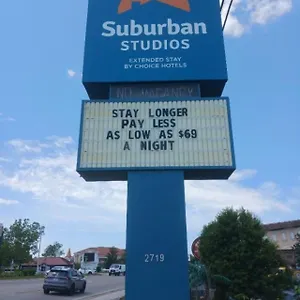 Suburban
STUDIOS
EXTENDED STAY
BY CHOICE HOTELS
NO VACANCY
STAY LONGER
PAY LESS
AS LOW AS $69
A NIGHT
2719